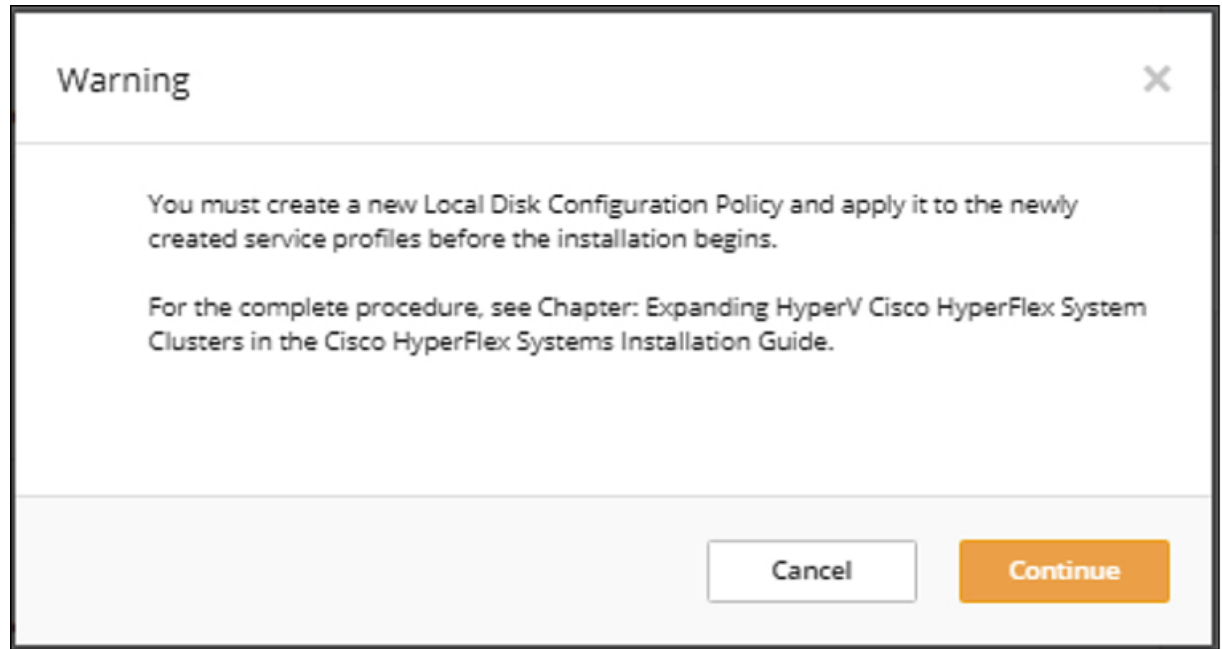 Warning
You must create a new Local Disk Configuration Policy and apply it to the newly
created service profiles before the installation begins.
For the complete procedure, see Chapter: Expanding HyperV Cisco HyperFlex System
Clusters in the Cisco HyperFlex Systems Installation Guide.
Cancel
Continue